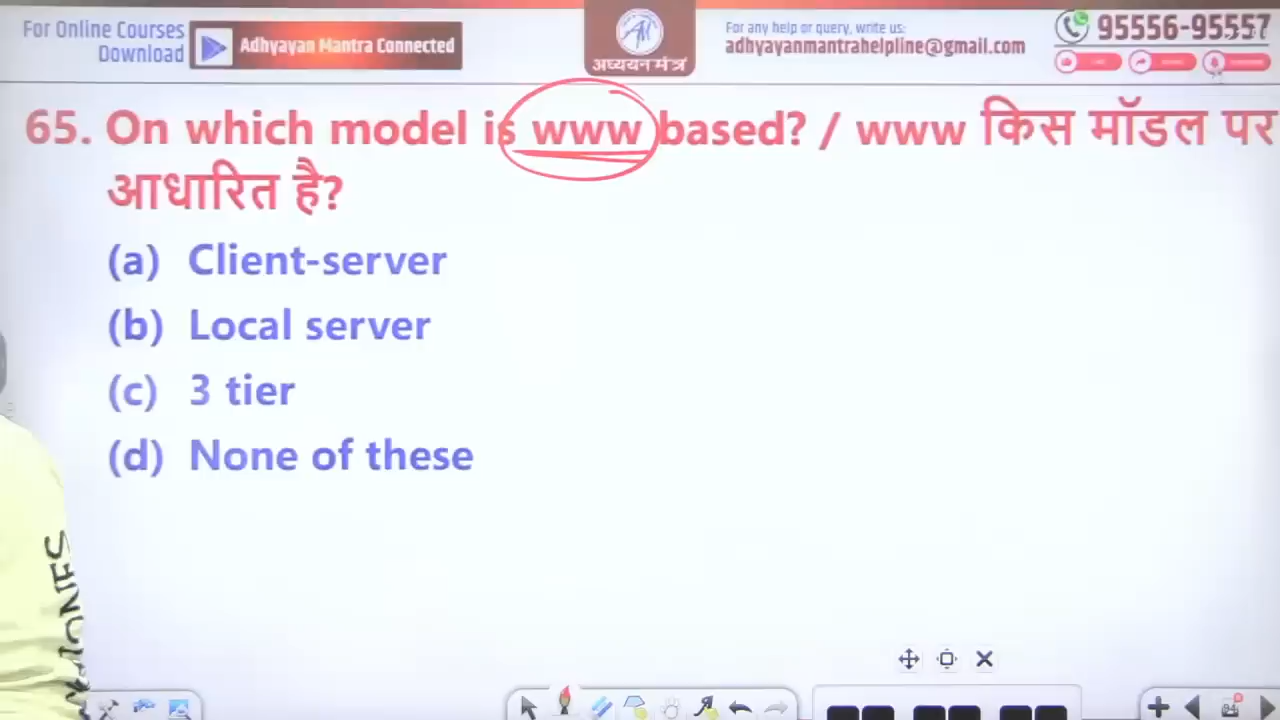 For Online Courses
Download
Adhyayan Mantra Connected
अध्ययन मंत्र
For any help or query, write us:
adhyayanmantrahelpline@gmail.com
95556-95557
65. On which model is www based? / www किस मॉडल पर
आधारित है?
(a) Client-server
(b) Local server
(c) 3 tier
(d) None of these